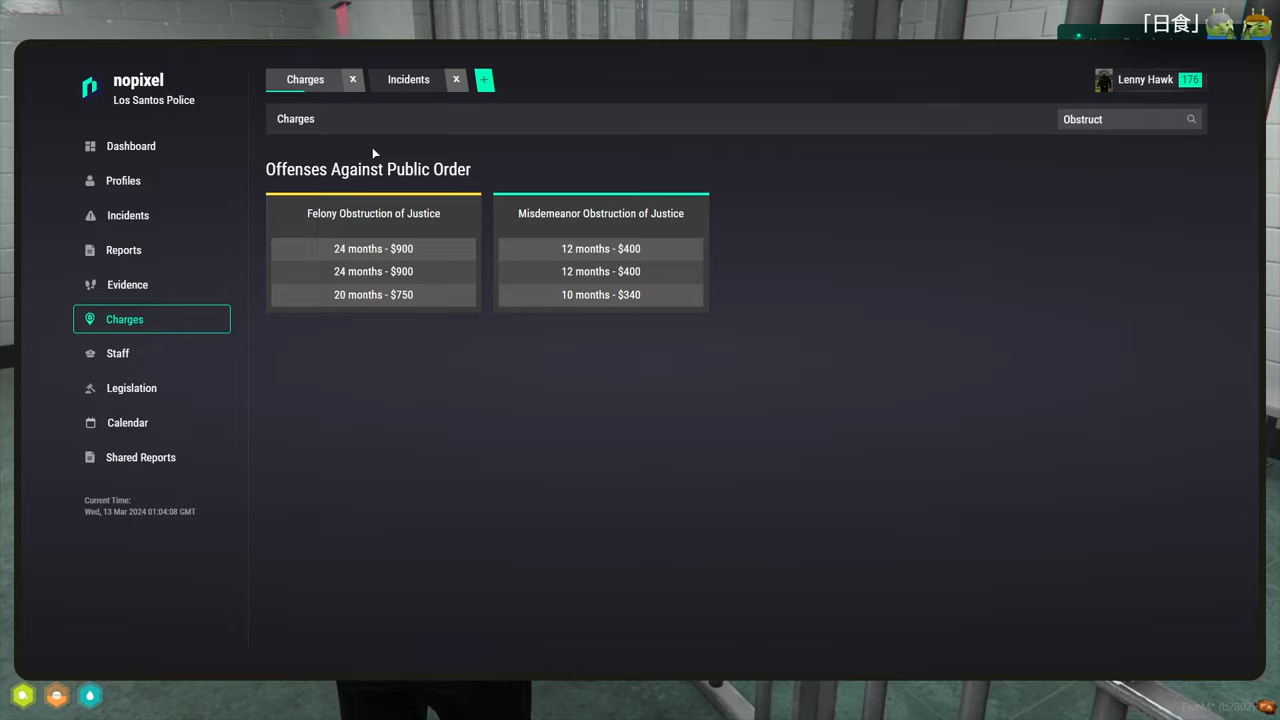 「日食」
nopixel
Los Santos Police
Charges x
Incidents x
+
Lenny Hawk 176
Charges
Obstruct
Dashboard
Profiles
Incidents
Reports
Evidence
Charges
Staff
Legislation
Calendar
Shared Reports
Current Time:
Wed, 13 Mar 2024 01:04:08 GMT
Offenses Against Public Order
Felony Obstruction of Justice
24 months - $900
24 months - $900
20 months - $750
Misdemeanor Obstruction of Justice
12 months - $400
12 months - $400
10 months - $340
FiveM* (b2802)